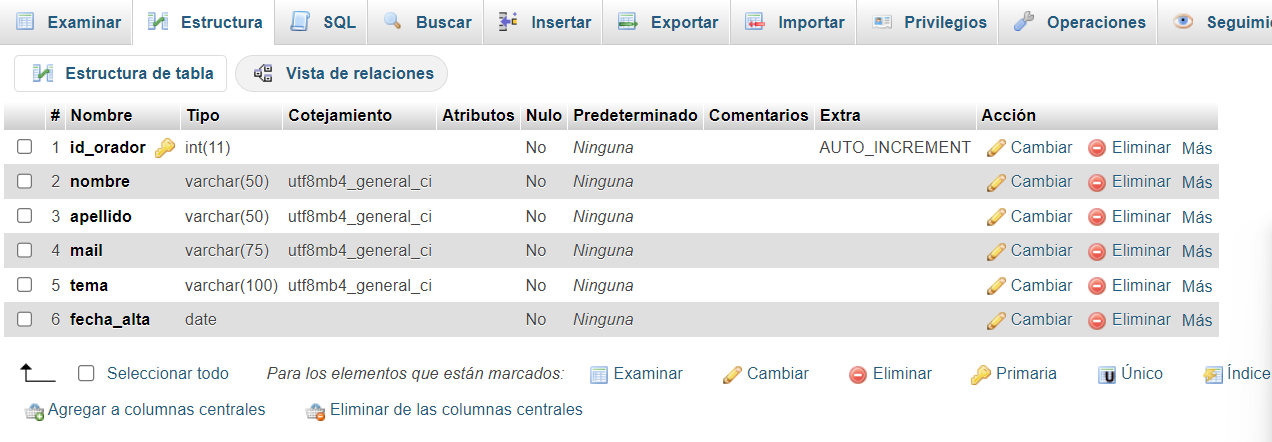 Examinar Estructura SQL Buscar Insertar Exportar Importar Privilegios Operaciones
Estructura de tabla Vista de relaciones
# Nombre Tipo Cotejamiento Atributos Nulo Predeterminado Comentarios Extra Acción
1 id_orador int(11) No Ninguna AUTO_INCREMENT Cambiar Eliminar Más
2 nombre varchar(50) utf8mb4_general_ci No Ninguna Cambiar Eliminar Más
3 apellido varchar(50) utf8mb4_general_ci No Ninguna Cambiar Eliminar Más
4 mail varchar(75) utf8mb4_general_ci No Ninguna Cambiar Eliminar Más
5 tema varchar(100) utf8mb4_general_ci No Ninguna Cambiar Eliminar Más
6 fecha_alta date No Ninguna Cambiar Eliminar Más
Seleccionar todo Para los elementos que están marcados: Examinar Cambiar Eliminar Primaria U Único Índice
Agregar a columnas centrales Eliminar de las columnas centrales